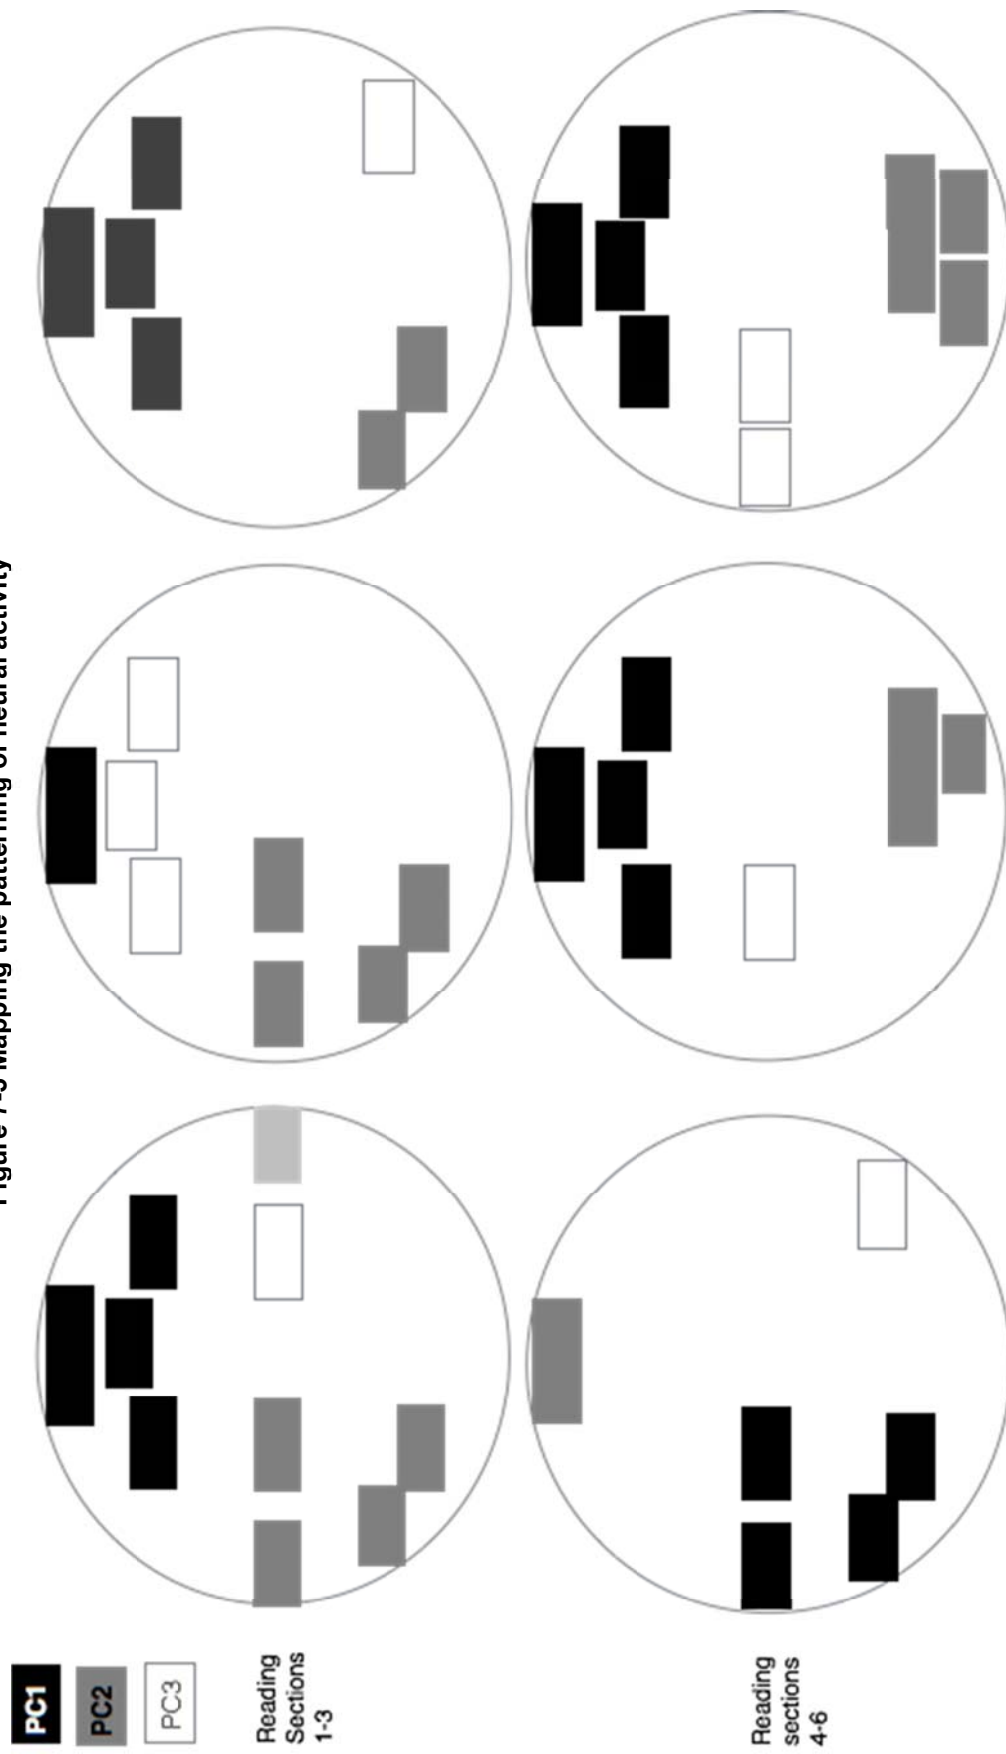 Figure 7-5 Mapping the patterning of neural activity
PC1
PC2
PC3
Reading
Sections
1-3
Reading
sections
4-6